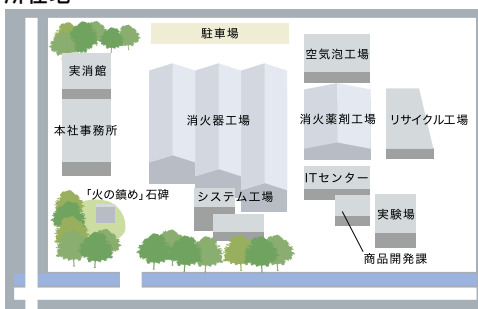 所在地
駐車場
実消館
空気泡工場
本社事務所
消火器工場
消火薬剤工場
リサイクル工場
ITセンター
「火の鎮め」石碑
システム工場
実験場
商品開発課